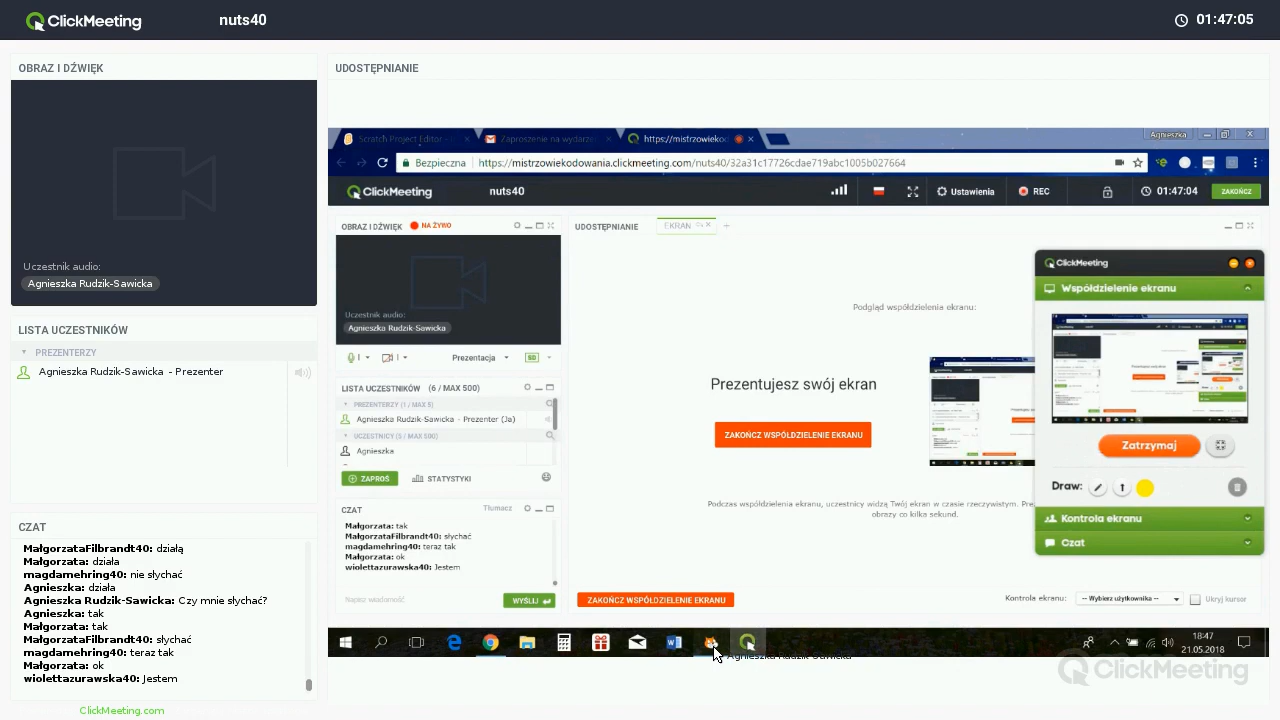 ClickMeeting
nuts40
01:47:05
OBRAZ I DŹWIĘK
Uczestnik audio:
Agnieszka Rudzik-Sawicka
LISTA UCZESTNIKÓW
PREZENTERZY
Agnieszka Rudzik-Sawicka - Prezenter
CZAT
MałgorzataFilbrandt40: działą
Małgorzata: działa
magdamehring40: nie słychać
Agnieszka: działa
Agnieszka Rudzik-Sawicka: Czy mnie słychać?
Agnieszka: tak
Małgorzata: tak
MałgorzataFilbrandt40: słychać
magdamehring40: teraz tak
Małgorzata: ok
wiolettazurawska40: Jestem
ClickMeeting.com
UDOSTĘPNIANIE
Scratch Project Editor -
Zaproszenie na wydarz
https://mistrzowiekod
Agnieszka
Bezpieczna
https://mistrzowiekodowania.clickmeeting.com/nuts40/32a31c17726cdae719abc1005b027664
ClickMeeting
nuts40
Ustawienia
REC
01:47:04
ZAKOŃCZ
OBRAZ I DŹWIĘK
NA ŻYWO
Uczestnik audio:
Agnieszka Rudzik-Sawicka
Prezentacja
SD
LISTA UCZESTNIKÓW (6 / MAX 500)
PREZENTERZY (1 / MAX 5)
Agnieszka Rudzik-Sawicka - Prezenter (Ja)
UCZESTNICY (5 / MAX 500)
Agnieszka
ZAPROŚ
STATYSTYKI
CZAT
Tłumacz
Małgorzata: tak
MałgorzataFilbrandt40: słychać
magdamehring40: teraz tak
Małgorzata: ok
wiolettazurawska40: Jestem
Napisz wiadomość
WYŚLIJ
UDOSTĘPNIANIE
EKRAN
Podgląd współdzielenia ekranu:
Prezentujesz swój ekran
ZAKOŃCZ WSPÓŁDZIELENIE EKRANU
Podczas współdzielenia ekranu, uczestnicy widzą Twój ekran w czasie rzeczywistym.
obrazy co kolka sekund.
ZAKOŃCZ WSPÓŁDZIELENIE EKRANU
Kontrola ekranu:
-- Wybierz użytkownika --
Ukryj kursor
ClickMeeting
Współdzielenie ekranu
Zatrzymaj
Draw:
Kontrola ekranu
Czat
18:47
21.05.2018
Agnieszka Rudzik-Sawicka
ClickMeeting